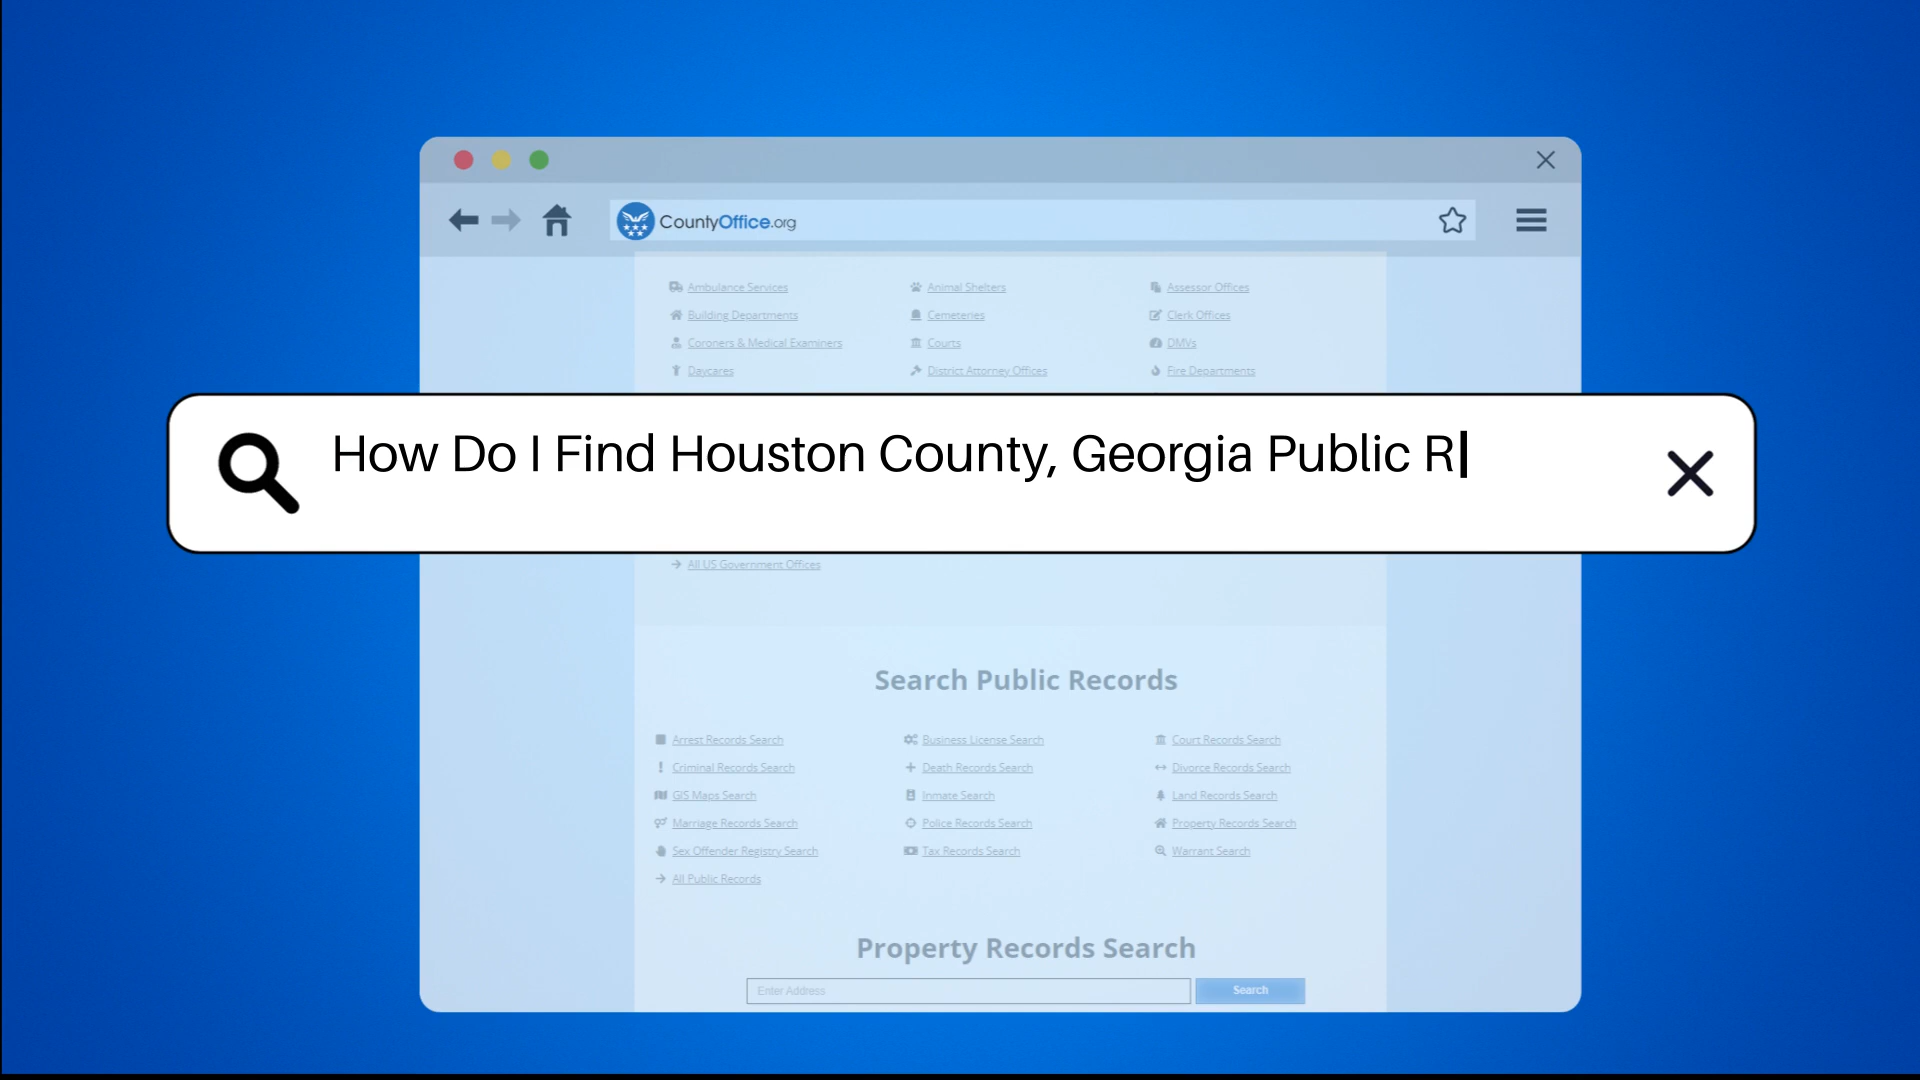 CountyOffice.org
Ambulance Services Animal Shelters Assessor Offices
Building Departments Cemeteries Clerk Offices
Coroners & Medical Examiners Courts DMVs
Daycares District Attorney Offices Fire Departments
How Do I Find Houston County, Georgia Public R
All US Government Offices
Search Public Records
Arrest Records Search Business License Search Court Records Search
Criminal Records Search Death Records Search Divorce Records Search
GIS Maps Search Inmate Search Land Records Search
Marriage Records Search Police Records Search Property Records Search
Sex Offender Registry Search Tax Records Search Warrant Search
All Public Records
Property Records Search
Enter Address Search